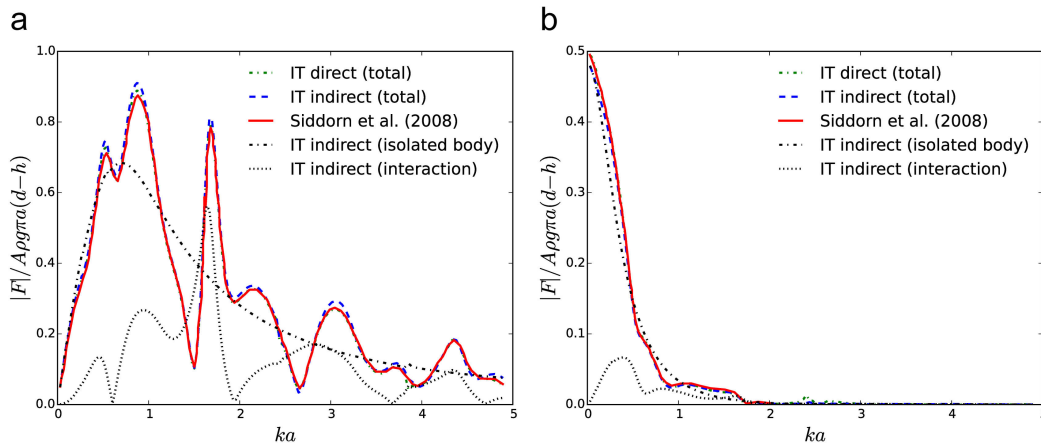 a
b
1.0
0.8
0.6
0.4
0.2
0.0
|F|/Aρgπa(d−h)
IT direct (total)
IT indirect (total)
Siddorn et al. (2008)
IT indirect (isolated body)
IT indirect (interaction)
0 1 2 3 4 5
ka
0.5
0.4
0.3
0.2
0.1
0.0
|F|/Aρgπa(d−h)
IT direct (total)
IT indirect (total)
Siddorn et al. (2008)
IT indirect (isolated body)
IT indirect (interaction)
0 1 2 3 4
ka